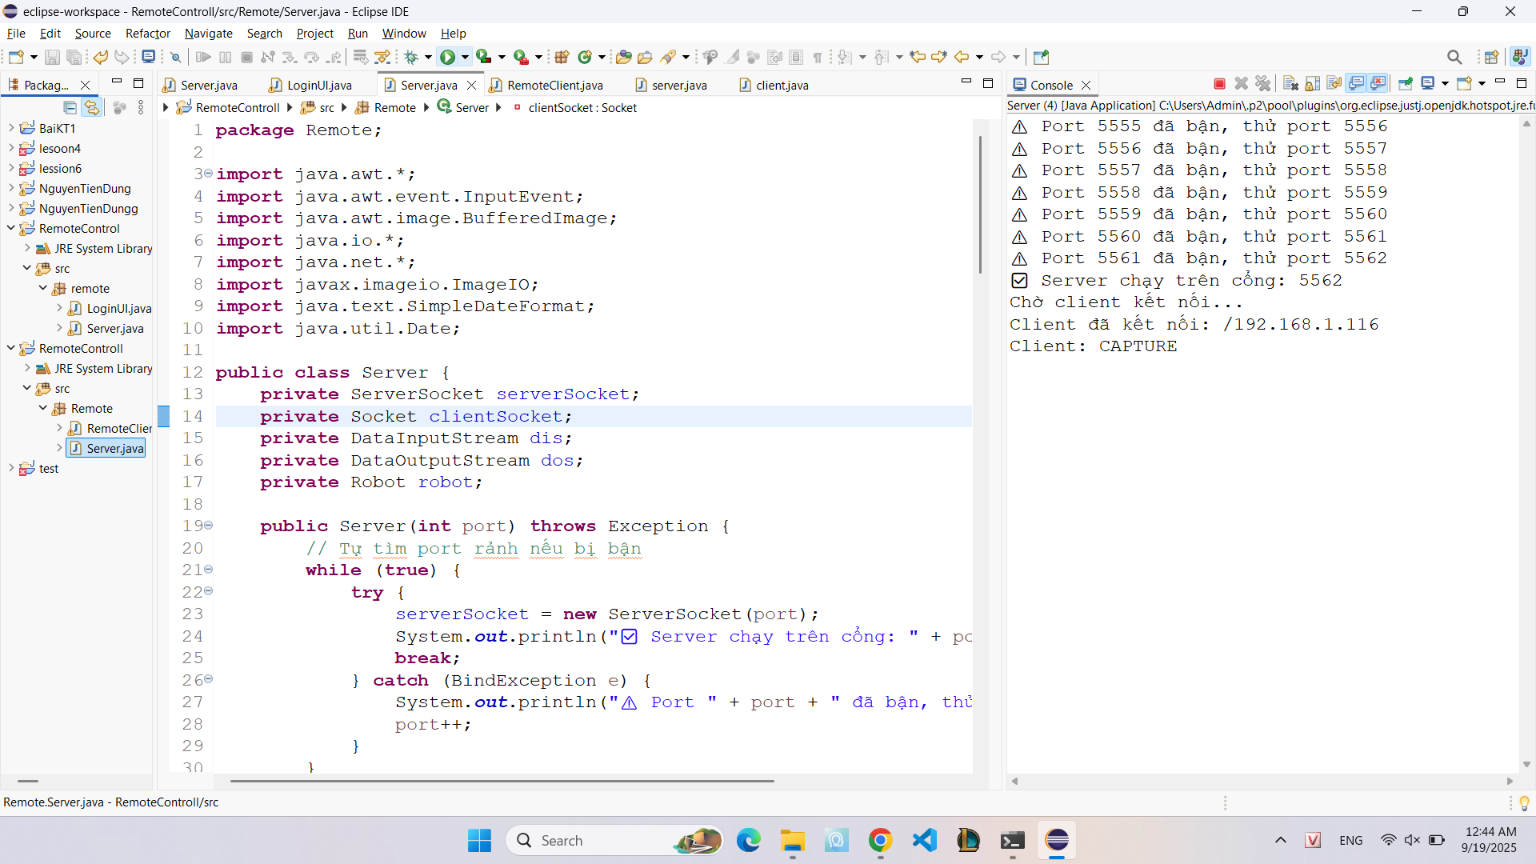 eclipse-workspace - RemoteControll/src/Remote/Server.java - Eclipse IDE
File Edit Source Refactor Navigate Search Project Run Window Help
Packag...
BaiKT1
lesoon4
lession6
NguyenTienDung
NguyenTienDungg
RemoteControl
JRE System Library
src
remote
LoginUI.java
Server.java
RemoteControll
JRE System Library
src
Remote
RemoteClier
Server.java
test
Server.java LoginUI.java Server.java RemoteClient.java server.java client.java
RemoteControll src Remote Server clientSocket : Socket
1 package Remote;
2
3 import java.awt.*;
4 import java.awt.event.InputEvent;
5 import java.awt.image.BufferedImage;
6 import java.io.*;
7 import java.net.*;
8 import javax.imageio.ImageIO;
9 import java.text.SimpleDateFormat;
10 import java.util.Date;
11
12 public class Server {
13 private ServerSocket serverSocket;
14 private Socket clientSocket;
15 private DataInputStream dis;
16 private DataOutputStream dos;
17 private Robot robot;
18
19 public Server(int port) throws Exception {
20 // Tự tìm port rảnh nếu bị bận
21 while (true) {
22 try {
23 serverSocket = new ServerSocket(port);
24 System.out.println("☑ Server chạy trên cổng: " + po
25 break;
26 } catch (BindException e) {
27 System.out.println("⚠ Port " + port + " đã bận, thử
28 port++;
29 }
30 }
Console
Server (4) [Java Application] C:\Users\Admin\.p2\pool\plugins\org.eclipse.justj.openjdk.hotspot.jre.fu
⚠ Port 5555 đã bận, thử port 5556
⚠ Port 5556 đã bận, thử port 5557
⚠ Port 5557 đã bận, thử port 5558
⚠ Port 5558 đã bận, thử port 5559
⚠ Port 5559 đã bận, thử port 5560
⚠ Port 5560 đã bận, thử port 5561
⚠ Port 5561 đã bận, thử port 5562
☑ Server chạy trên cổng: 5562
Chờ client kết nối...
Client đã kết nối: /192.168.1.116
Client: CAPTURE
Remote.Server.java - RemoteControll/src
Search
ENG
12:44 AM
9/19/2025